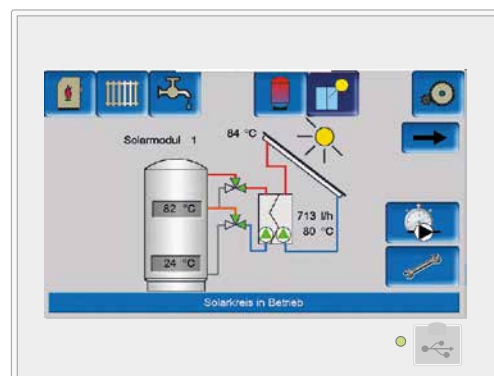 84 °C
Solarmodul 1
82 °C
713 l/h
80 °C
24 °C
Solarkreis in Betrieb